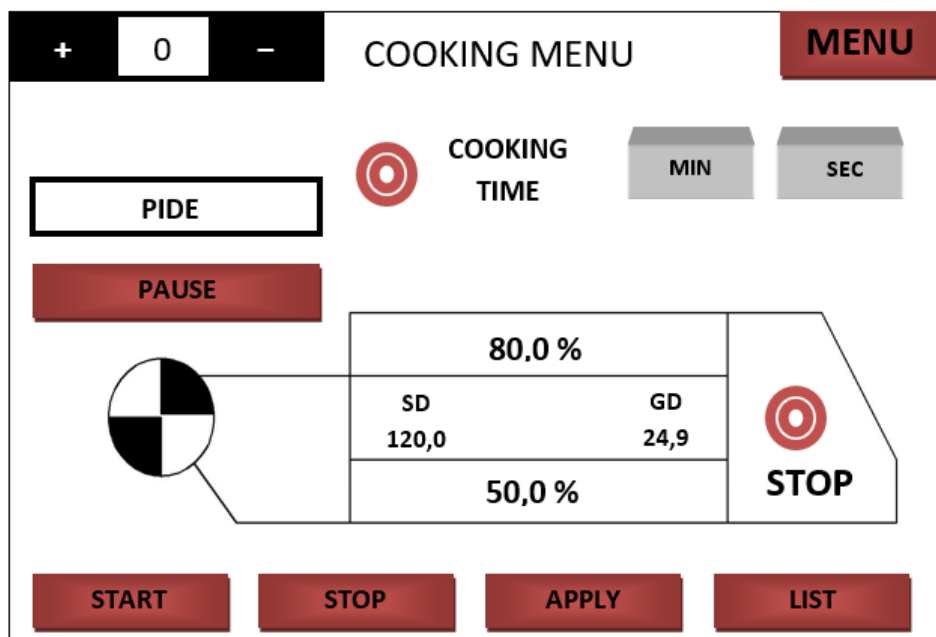 + 0 –
COOKING MENU
MENU
COOKING
TIME
MIN
SEC
PIDE
PAUSE
80,0 %
SD
GD
120,0
24,9
50,0 %
STOP
START
STOP
APPLY
LIST